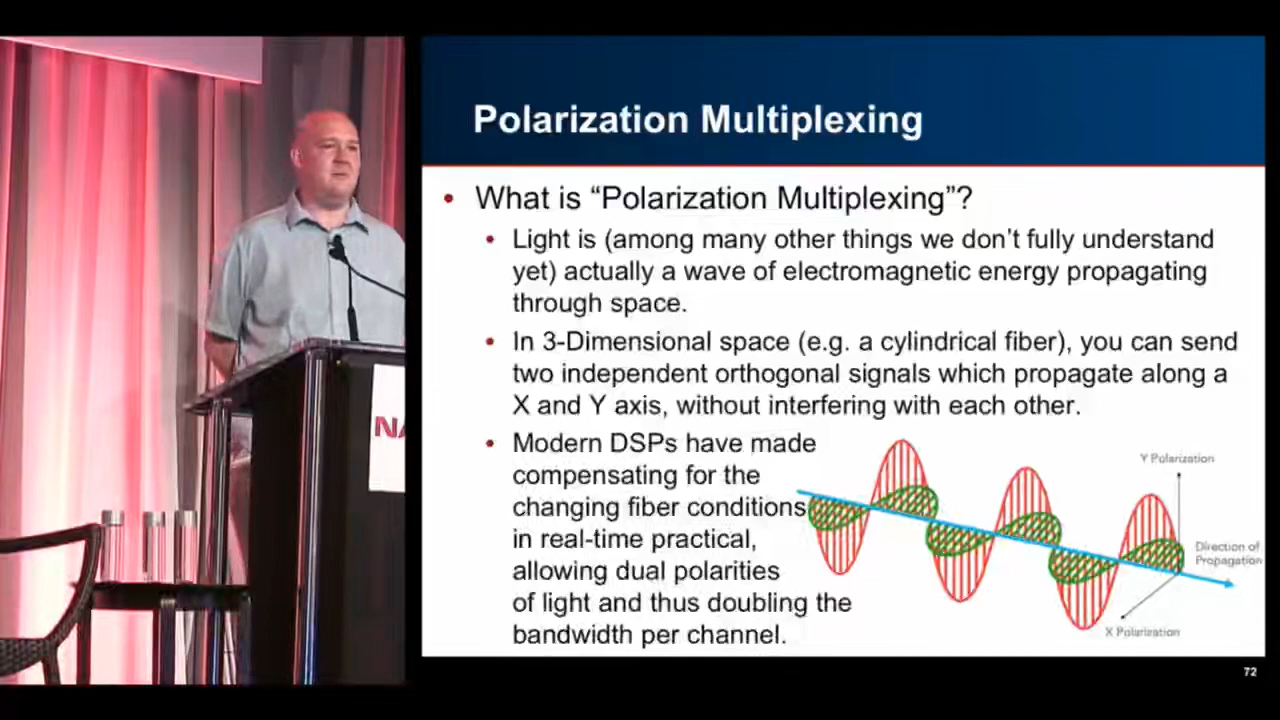 Polarization Multiplexing
• What is “Polarization Multiplexing”?
• Light is (among many other things we don’t fully understand
yet) actually a wave of electromagnetic energy propagating
through space.
• In 3-Dimensional space (e.g. a cylindrical fiber), you can send
two independent orthogonal signals which propagate along a
X and Y axis, without interfering with each other.
• Modern DSPs have made
compensating for the
changing fiber conditions
in real-time practical,
allowing dual polarities
of light and thus doubling the
bandwidth per channel.
Y Polarization
Direction of
Propagation
X Polarization
72
NA